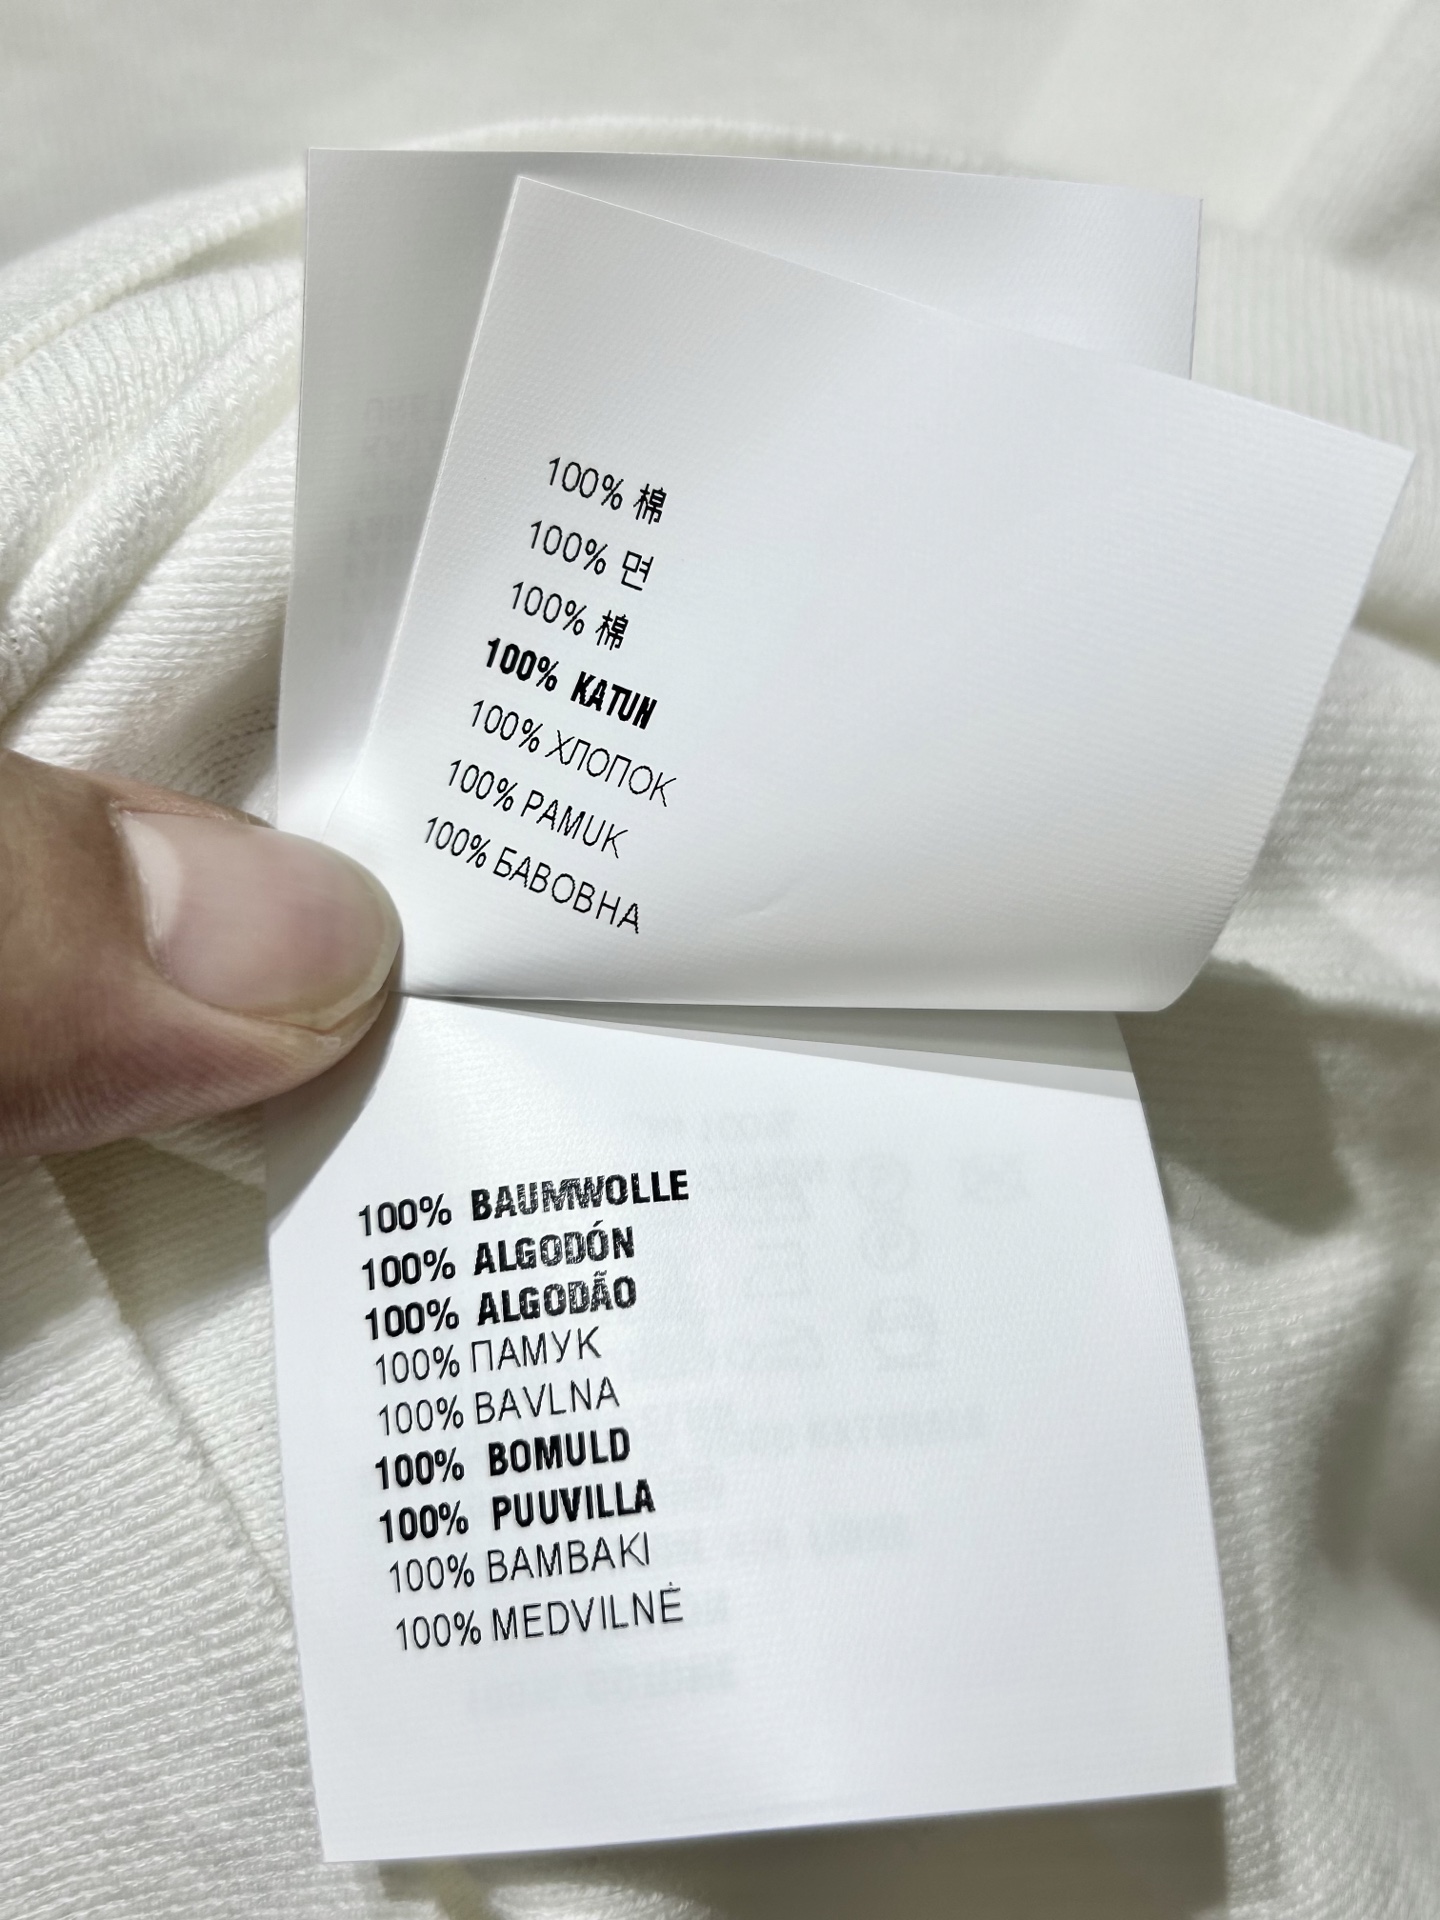 100% 棉
100% 면
100% 棉
100% KATUN
100% ХЛОПОК
100% PAMUK
100% БАВОВНА
100% BAUMWOLLE
100% ALGODÓN
100% ALGODÃO
100% ПАМУК
100% BAVLNA
100% BOMULD
100% PUUVILLA
100% BAMBAKI
100% MEDVILNĖ